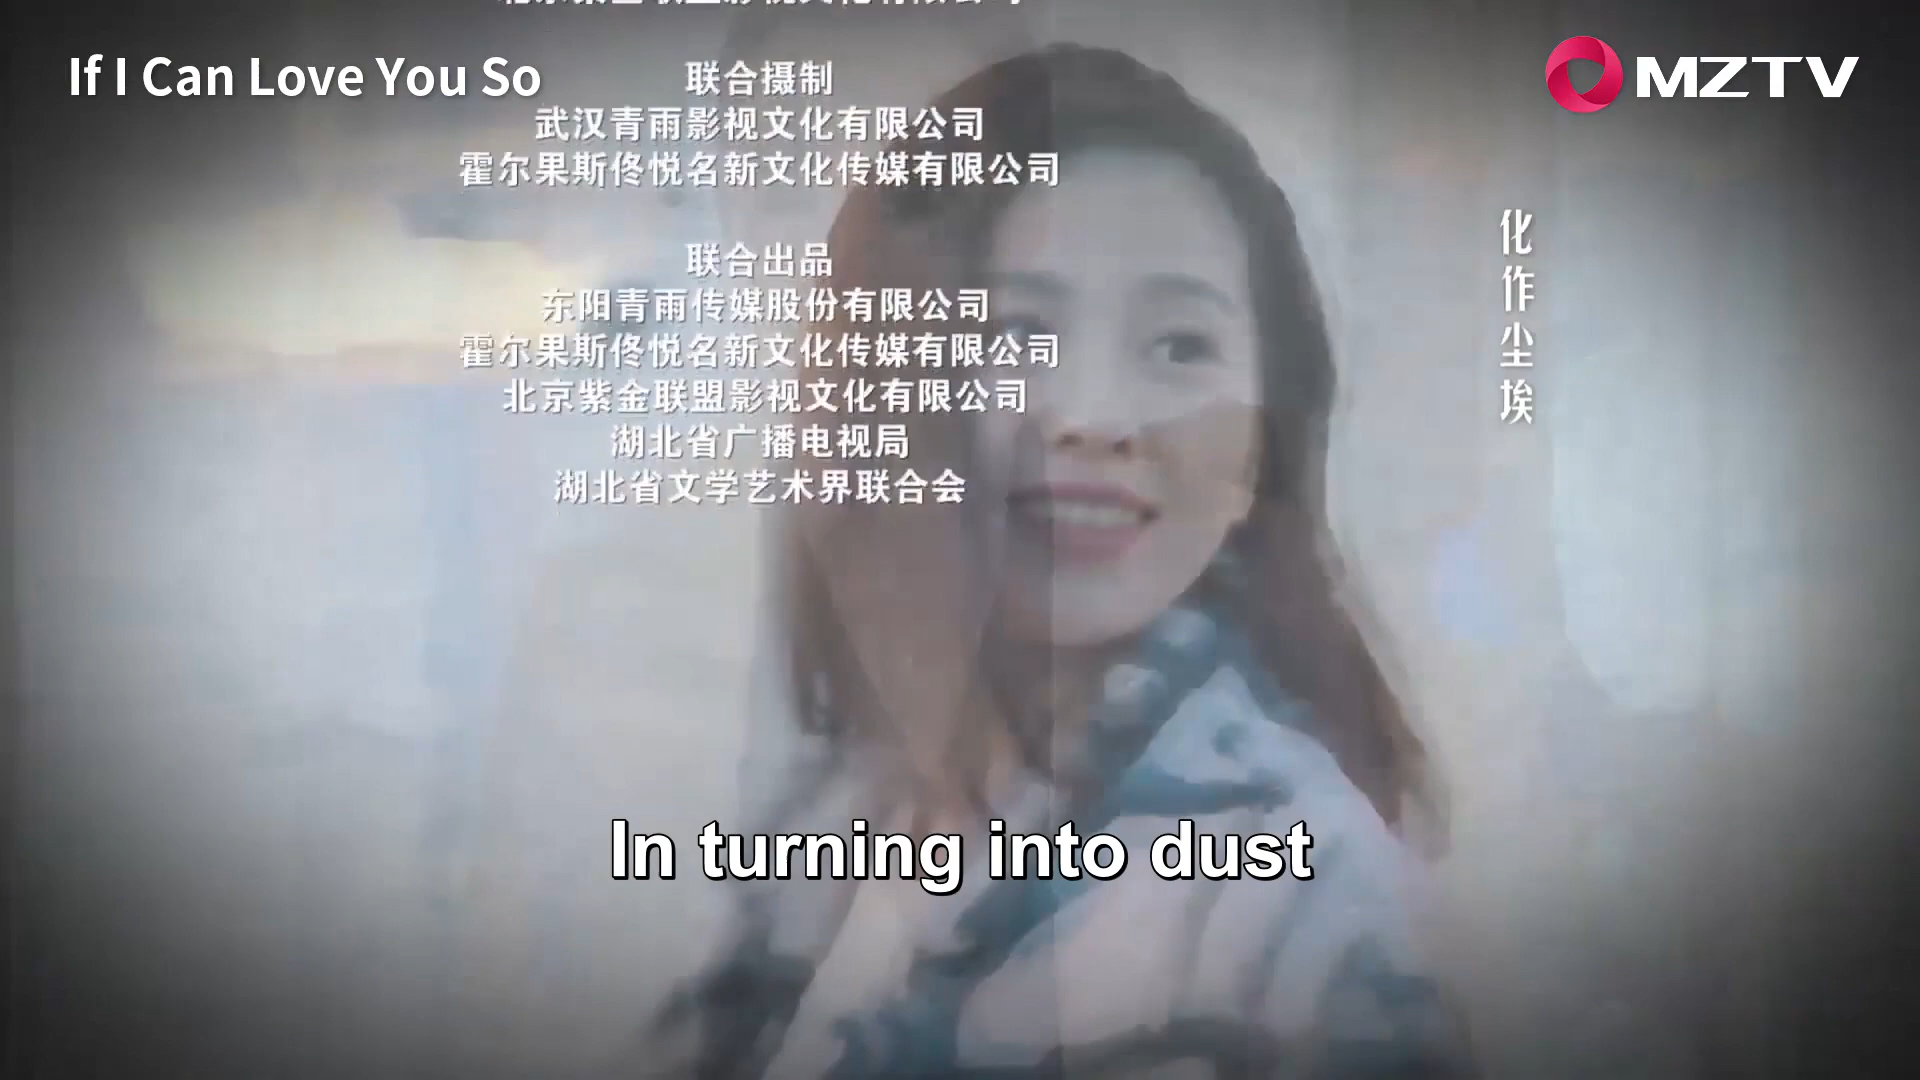 If I Can Love You So
MZTV
联合摄制
武汉青雨影视文化有限公司
霍尔果斯佟悦名新文化传媒有限公司
联合出品
东阳青雨传媒股份有限公司
霍尔果斯佟悦名新文化传媒有限公司
北京紫金联盟影视文化有限公司
湖北省广播电视局
湖北省文学艺术界联合会
化作尘埃
In turning into dust